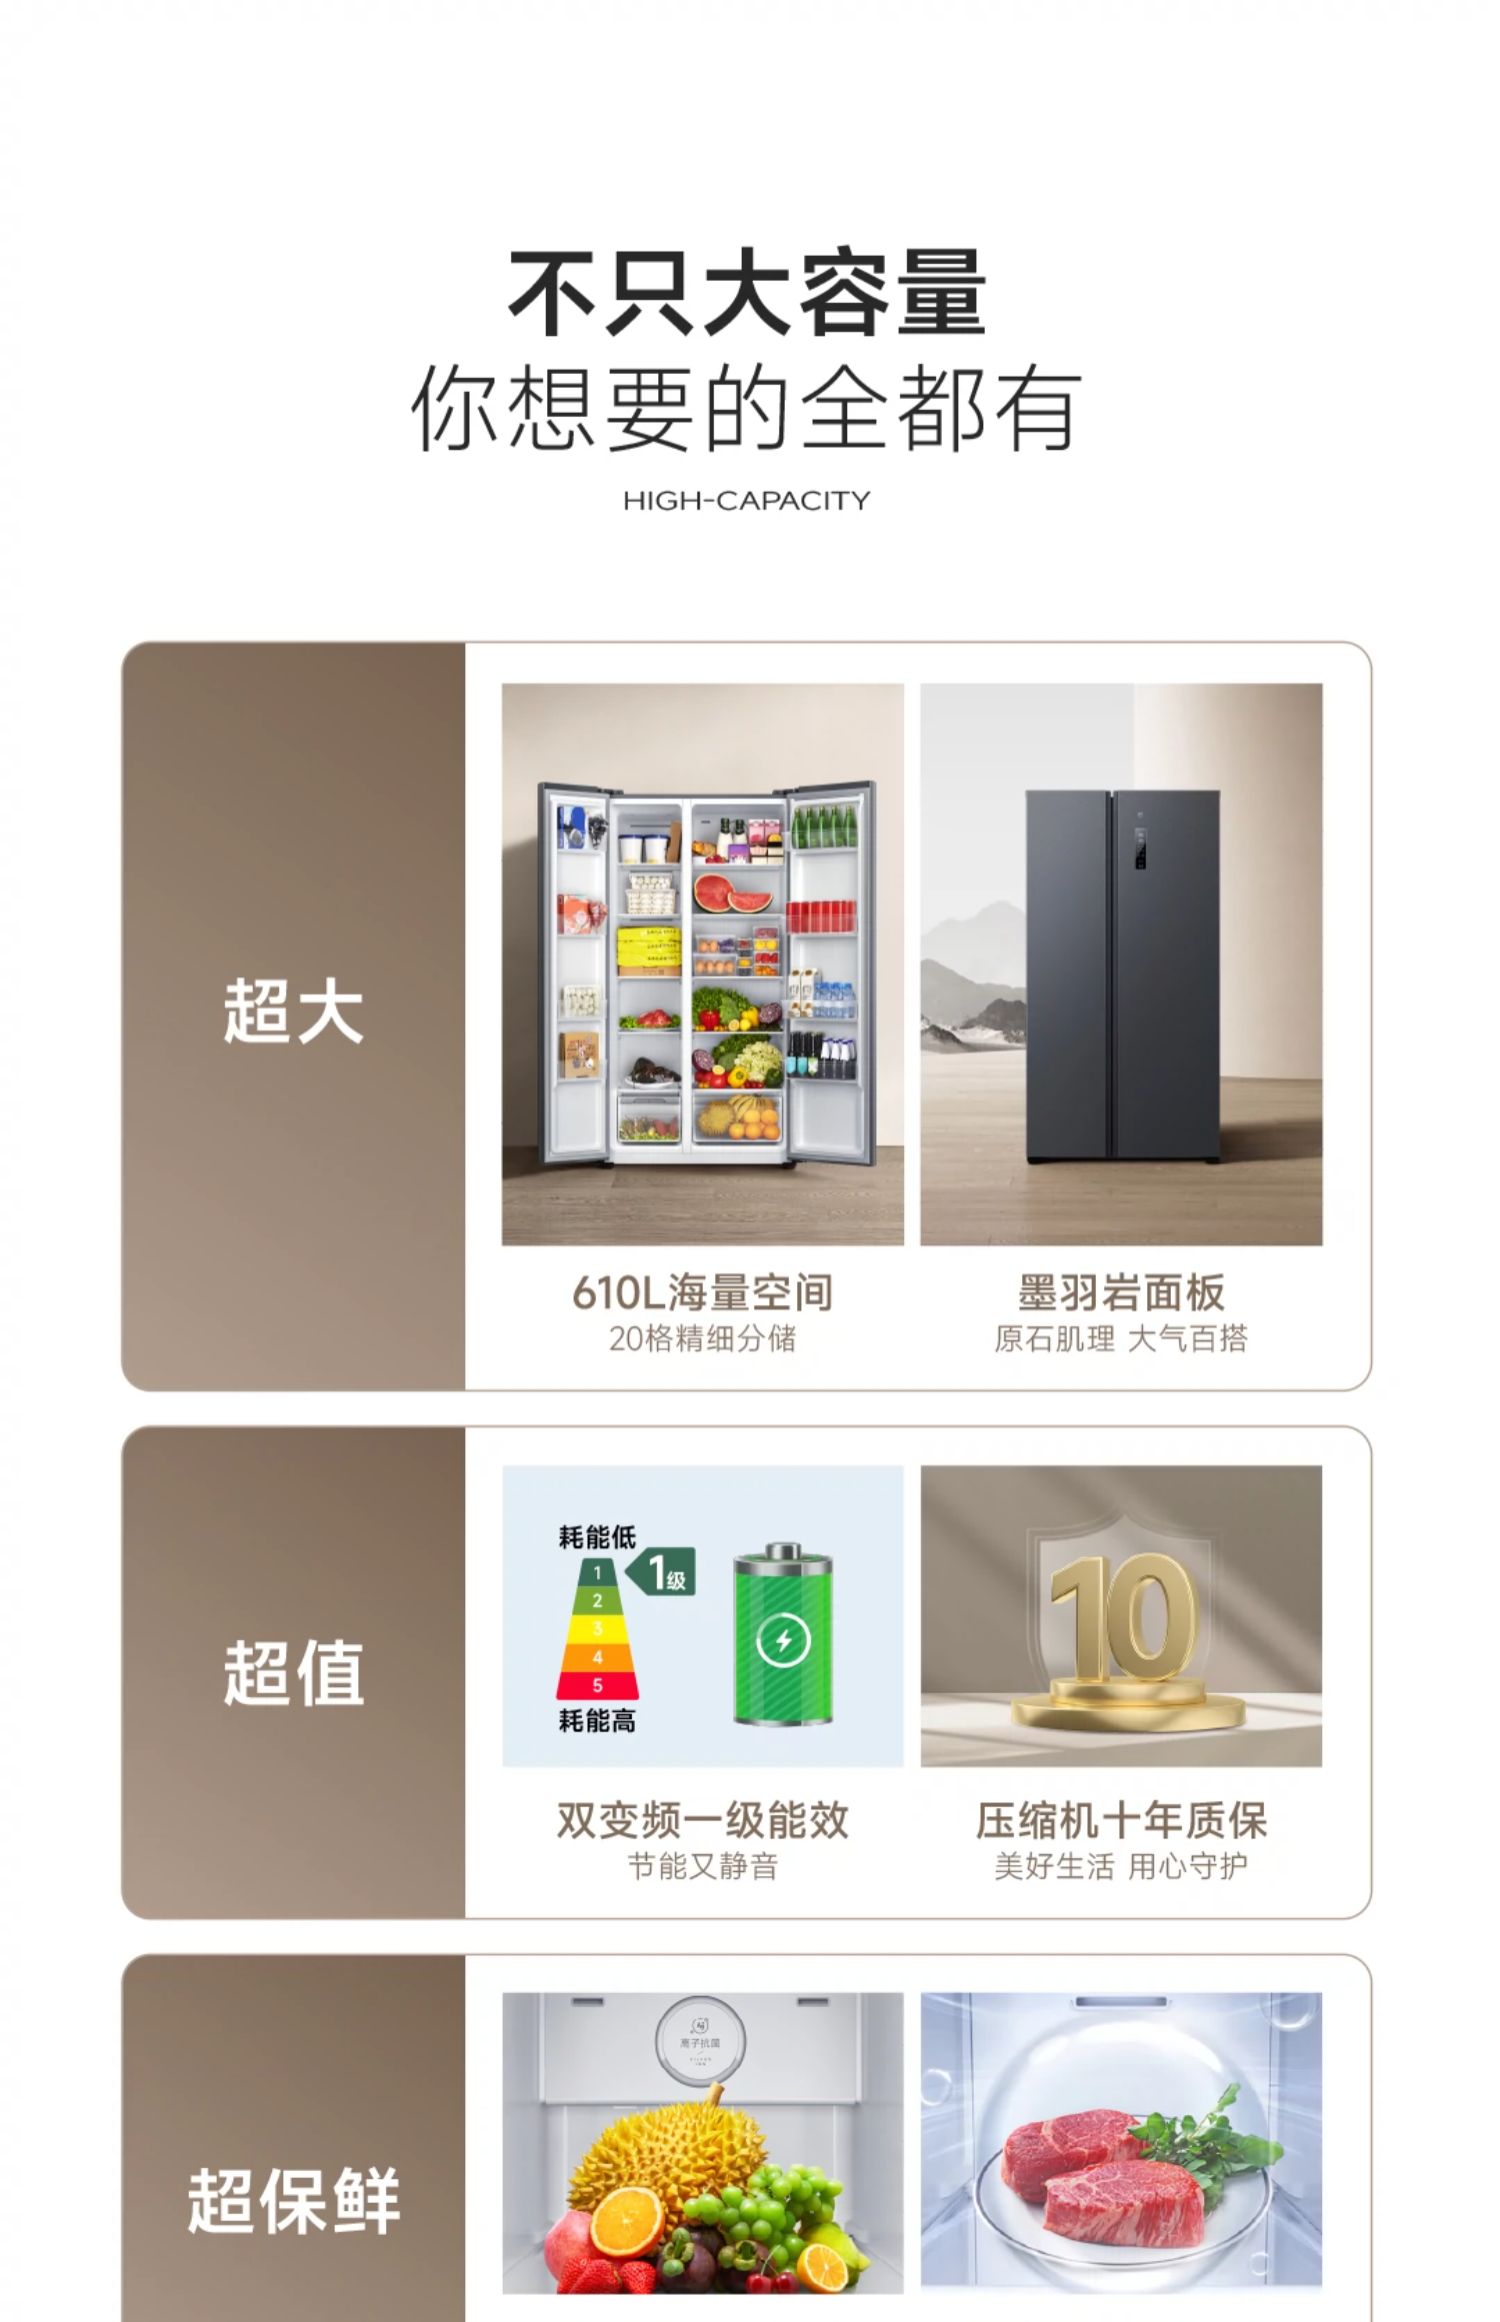 不只大容量
你想要的全都有
HIGH-CAPACITY
超大
610L海量空间
20格精细分储
墨羽岩面板
原石肌理 大气百搭
超值
耗能低
1
2
3
4
5
1级
耗能高
双变频一级能效
节能又静音
10
压缩机十年质保
美好生活 用心守护
超保鲜
离子抗菌